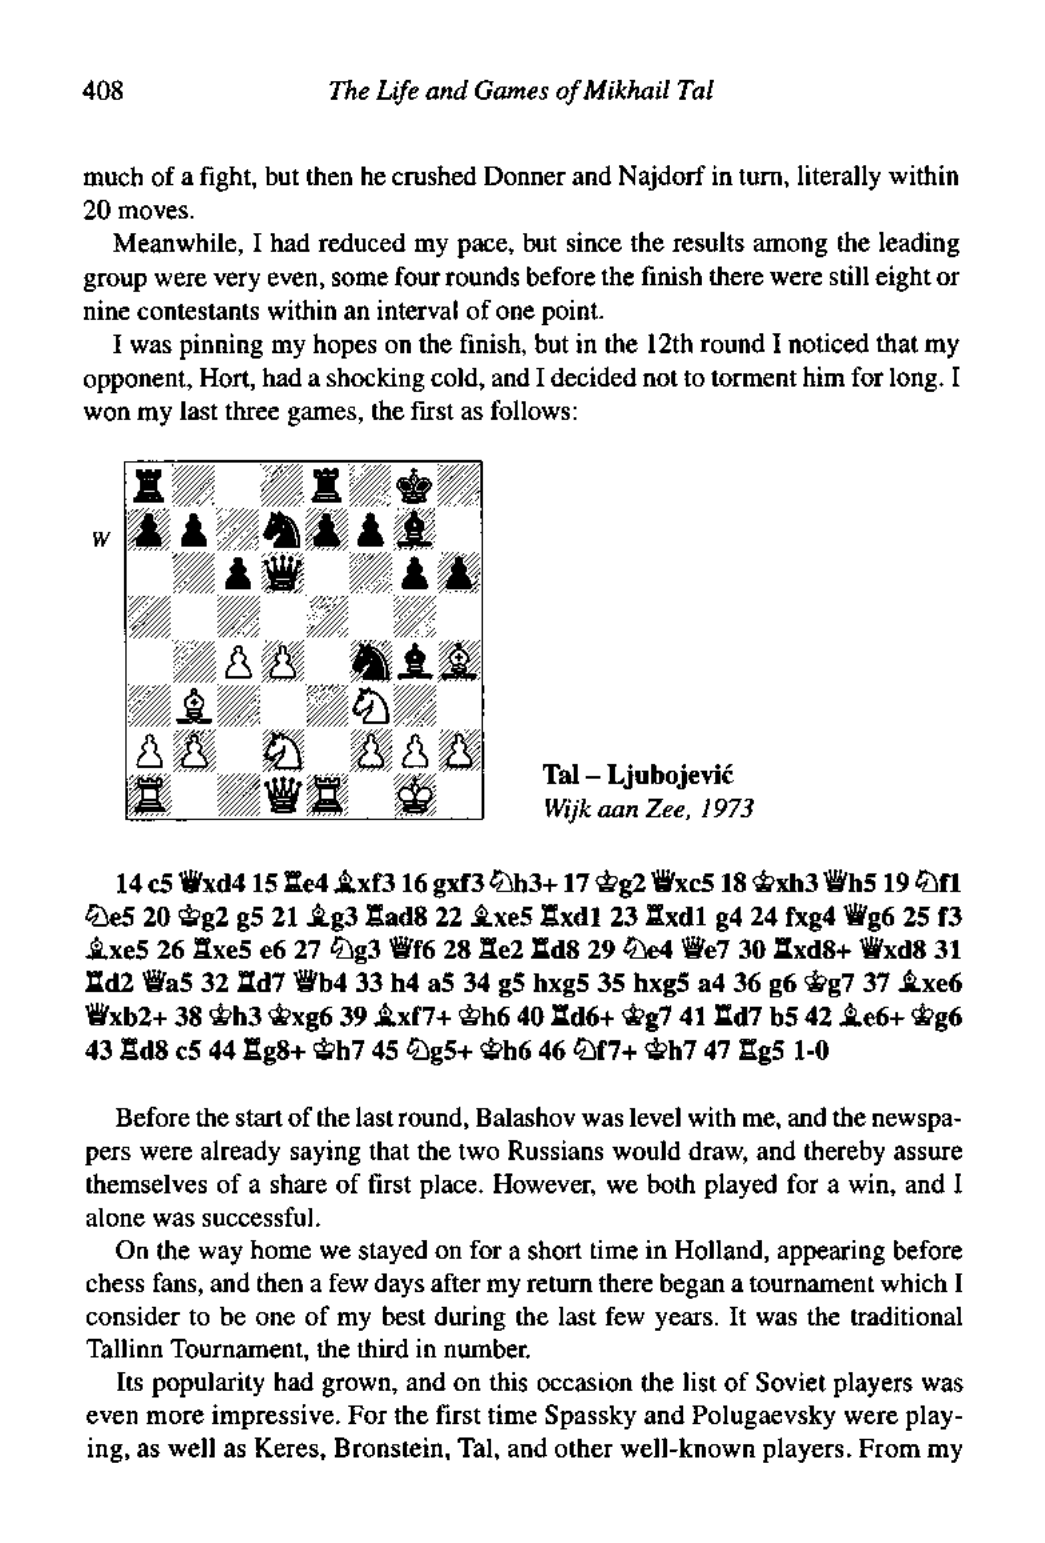 408
The Life and Games of Mikhail Tal
much of a fight, but then he crushed Donner and Najdorf in turn, literally within
20 moves.
Meanwhile, I had reduced my pace, but since the results among the leading
group were very even, some four rounds before the finish there were still eight or
nine contestants within an interval of one point.
I was pinning my hopes on the finish, but in the 12th round I noticed that my
opponent, Hort, had a shocking cold, and I decided not to torment him for long. I
won my last three games, the first as follows:
W
Tal – Ljubojević
Wijk aan Zee, 1973
14 c5 ♕xd4 15 ♖e4 ♗xf3 16 gxf3 ♘h3+ 17 ♔g2 ♕xc5 18 ♔xh3 ♕h5 19 ♘f1
♘e5 20 ♔g2 g5 21 ♗g3 ♖ad8 22 ♗xe5 ♖xd1 23 ♖xd1 g4 24 fxg4 ♕g6 25 f3
♗xe5 26 ♖xe5 e6 27 ♘g3 ♕f6 28 ♖e2 ♖d8 29 ♘e4 ♕e7 30 ♖xd8+ ♕xd8 31
♖d2 ♕a5 32 ♖d7 ♕b4 33 h4 a5 34 g5 hxg5 35 hxg5 a4 36 g6 ♔g7 37 ♗xe6
♕xb2+ 38 ♔h3 ♔xg6 39 ♗xf7+ ♔h6 40 ♖d6+ ♔g7 41 ♖d7 b5 42 ♗e6+ ♔g6
43 ♖d8 c5 44 ♖g8+ ♔h7 45 ♘g5+ ♔h6 46 ♘f7+ ♔h7 47 ♖g5 1-0
Before the start of the last round, Balashov was level with me, and the newspa-
pers were already saying that the two Russians would draw, and thereby assure
themselves of a share of first place. However, we both played for a win, and I
alone was successful.
On the way home we stayed on for a short time in Holland, appearing before
chess fans, and then a few days after my return there began a tournament which I
consider to be one of my best during the last few years. It was the traditional
Tallinn Tournament, the third in number.
Its popularity had grown, and on this occasion the list of Soviet players was
even more impressive. For the first time Spassky and Polugaevsky were play-
ing, as well as Keres, Bronstein, Tal, and other well-known players. From my